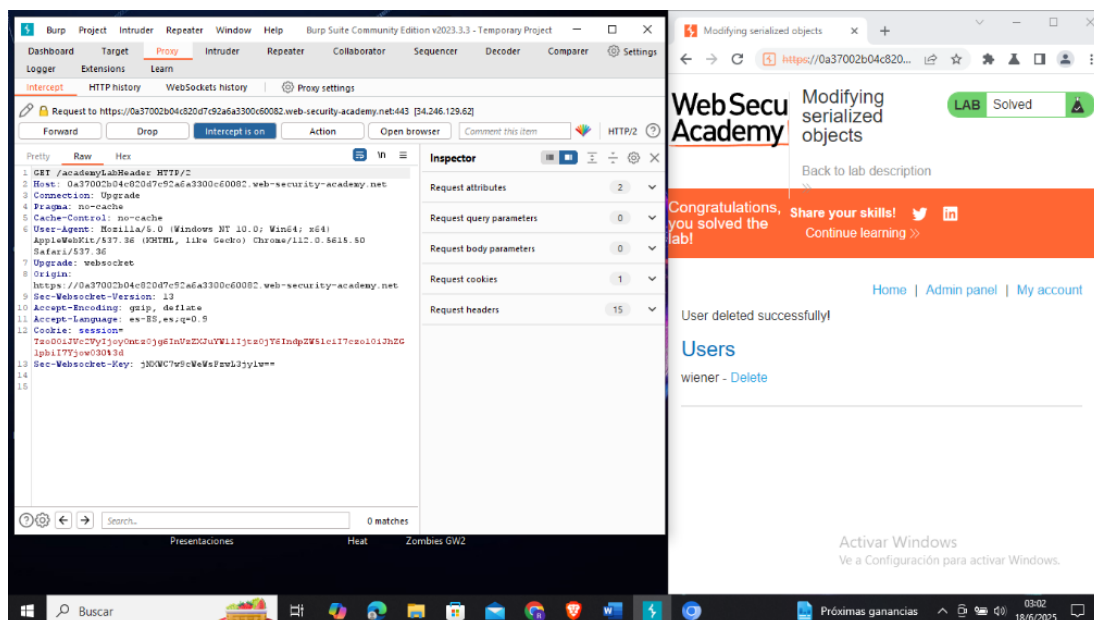 Burp Project Intruder Repeater Window Help Burp Suite Community Edition v2023.3.3 - Temporary Project
Dashboard Target Proxy Intruder Repeater Collaborator Sequencer Decoder Comparer Settings
Logger Extensions Learn
Intercept HTTP history WebSockets history Proxy settings
Request to https://0a37002b04c820d7c92a6a3300c60082.web-security-academy.net:443 [34.246.129.62]
Forward Drop Intercept is on Action Open browser Comment this item HTTP/2
Pretty Raw Hex \n
1 GET /academyLabHeader HTTP/2
2 Host: 0a37002b04c820d7c92a6a3300c60082.web-security-academy.net
3 Connection: Upgrade
4 Pragma: no-cache
5 Cache-Control: no-cache
6 User-Agent: Mozilla/5.0 (Windows NT 10.0; Win64; x64)
AppleWebKit/537.36 (KHTML, like Gecko) Chrome/112.0.5615.50
Safari/537.36
7 Upgrade: websocket
8 Origin:
https://0a37002b04c820d7c92a6a3300c60082.web-security-academy.net
9 Sec-Websocket-Version: 13
10 Accept-Encoding: gzip, deflate
11 Accept-Language: es-ES,es;q=0.9
12 Cookie: session=
13 Sec-Websocket-Key:
14
15
Search...
0 matches
Inspector
Request attributes 2
Request query parameters 0
Request body parameters 0
Request cookies 1
Request headers 15
Presentaciones Heat Zombies GW2
Modifying serialized objects
https://0a37002b04c820...
Web Secu
Academy
Modifying
serialized
objects
LAB Solved
Back to lab description
Congratulations,
you solved the
lab!
Share your skills!
Continue learning
Home | Admin panel | My account
User deleted successfully!
Users
wiener - Delete
Activar Windows
Ve a Configuración para activar Windows.
Buscar
Próximas ganancias
03:02
18/6/2025